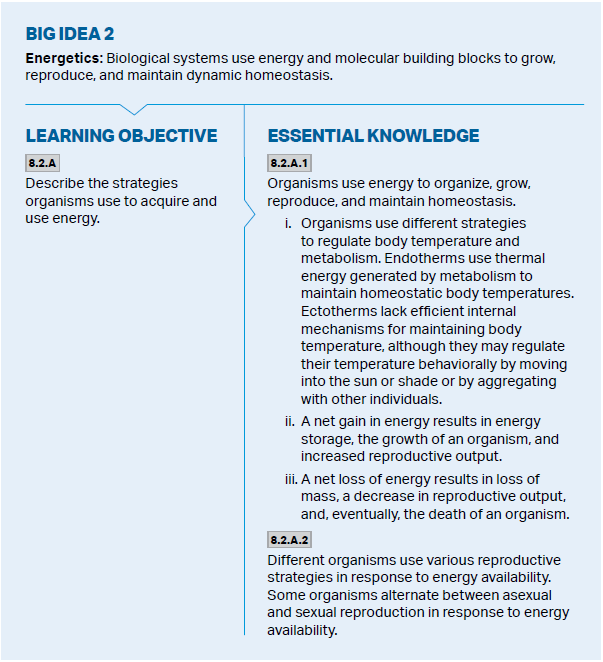 BIG IDEA 2
Energetics: Biological systems use energy and molecular building blocks to grow,
reproduce, and maintain dynamic homeostasis.
LEARNING OBJECTIVE
8.2.A
Describe the strategies
organisms use to acquire and
use energy.
ESSENTIAL KNOWLEDGE
8.2.A.1
Organisms use energy to organize, grow,
reproduce, and maintain homeostasis.
i. Organisms use different strategies
to regulate body temperature and
metabolism. Endotherms use thermal
energy generated by metabolism to
maintain homeostatic body temperatures.
Ectotherms lack efficient internal
mechanisms for maintaining body
temperature, although they may regulate
their temperature behaviorally by moving
into the sun or shade or by aggregating
with other individuals.
ii. A net gain in energy results in energy
storage, the growth of an organism, and
increased reproductive output.
iii. A net loss of energy results in loss of
mass, a decrease in reproductive output,
and, eventually, the death of an organism.
8.2.A.2
Different organisms use various reproductive
strategies in response to energy availability.
Some organisms alternate between asexual
and sexual reproduction in response to energy
availability.